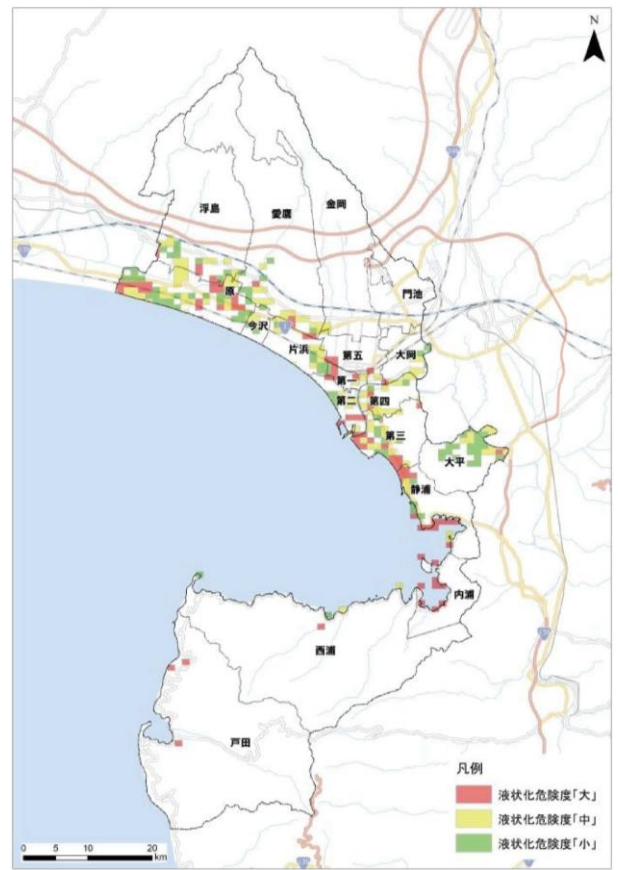 N
浮島
愛鷹
金岡
門池
原
今沢
片浜
第五
大岡
第一
第二
第四
第三
大平
静浦
内浦
西浦
戸田
凡例
液状化危険度「大」
液状化危険度「中」
液状化危険度「小」
0 5 10 20
km